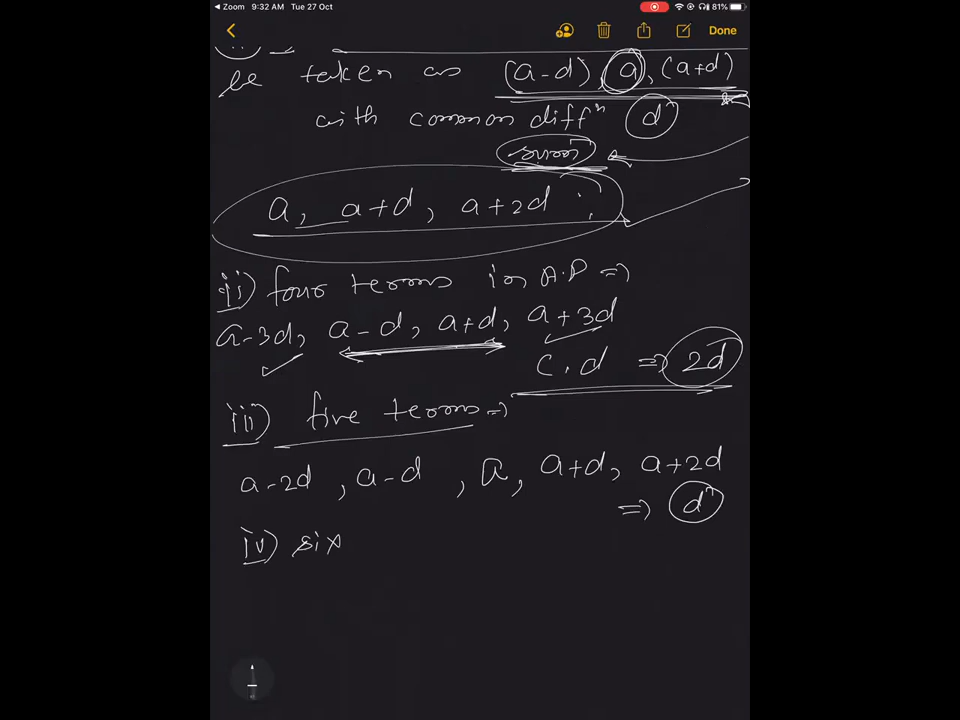 Zoom 9:32 AM Tue 27 Oct 81%
Done
be taken as (a-d), a, (a+d)
with common diffⁿ d
sum
a, a+d, a+2d
ii) four terms in A.P ⇒
a-3d, a-d, a+d, a+3d
C.d ⇒ 2d
iii) five terms ⇒
a-2d, a-d, a, a+d, a+2d
⇒ d
iv) six